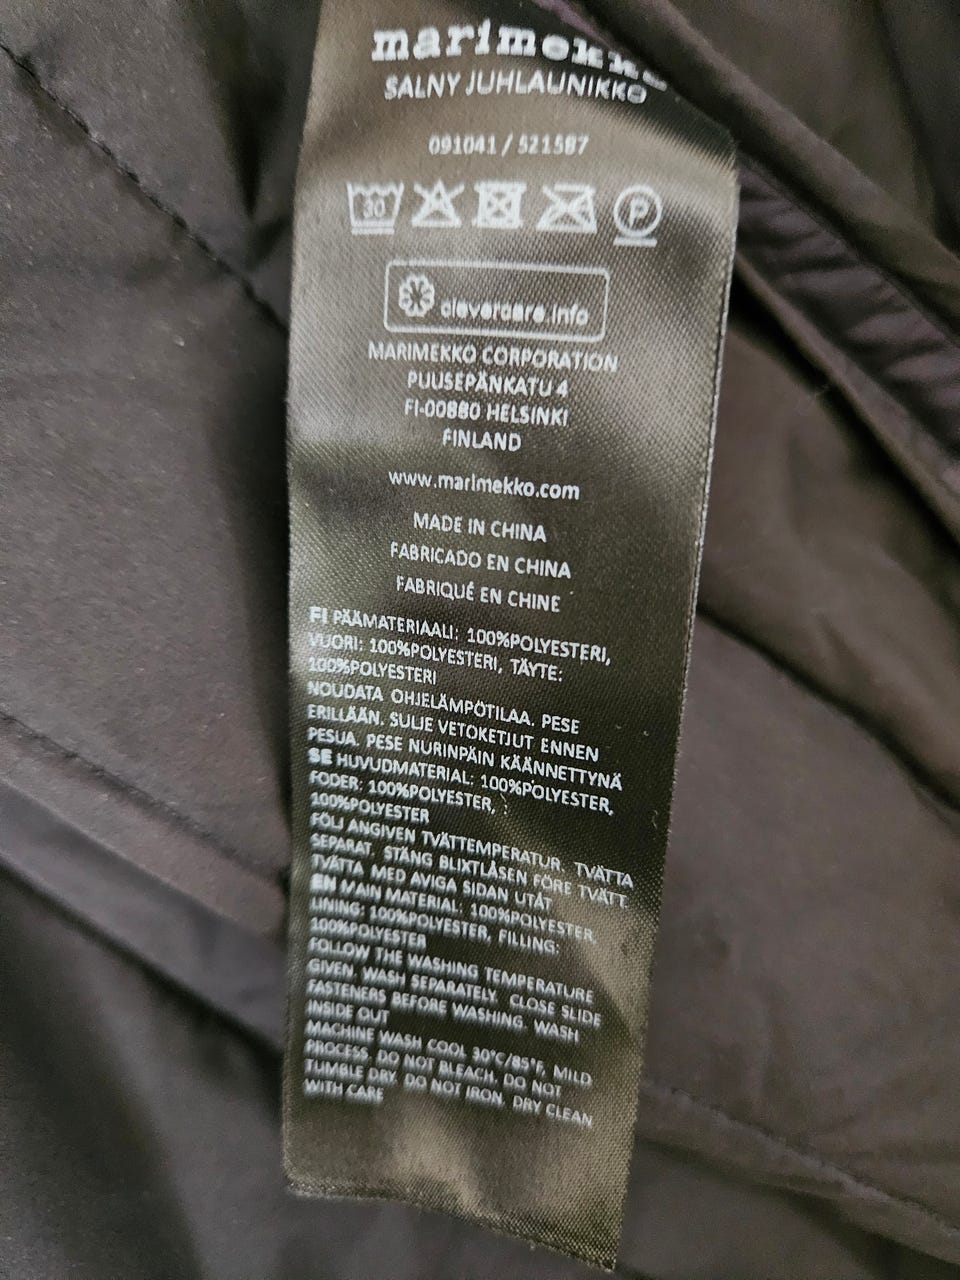 marimekko
SALNY JUHLAUNIKKO
091041 / 521587
30 P
clevercare.info
MARIMEKKO CORPORATION
PUUSEPÄNKATU 4
FI-00880 HELSINKI
FINLAND
www.marimekko.com
MADE IN CHINA
FABRICADO EN CHINA
FABRIQUÉ EN CHINE
FI PÄÄMATERIAALI: 100%POLYESTERI,
VUORI: 100%POLYESTERI, TÄYTE:
100%POLYESTERI
NOUDATA OHJELÄMPÖTILAA. PESE
ERILLÄÄN. SULJE VETOKETJUT ENNEN
PESUA. PESE NURINPÄIN KÄÄNNETTYNÄ
SE HUVUDMATERIAL: 100%POLYESTER,
FODER: 100%POLYESTER,
100%POLYESTER
FÖLJ ANGIVEN TVÄTTEMPERATUR. TVÄTTA
SEPARAT. STÄNG BLIXTLÅSEN FÖRE TVÄTT.
TVÄTTA MED AVIGA SIDAN UTÅT
EN MAIN MATERIAL: 100%POLYESTER,
LINING: 100%POLYESTER, FILLING:
100%POLYESTER
FOLLOW THE WASHING TEMPERATURE
GIVEN. WASH SEPARATELY. CLOSE SLIDE
FASTENERS BEFORE WASHING. WASH
INSIDE OUT
MACHINE WASH COOL 30°C/85°F, MILD
PROCESS. DO NOT BLEACH. DO NOT
TUMBLE DRY. DO NOT IRON. DRY CLEAN
WITH CARE